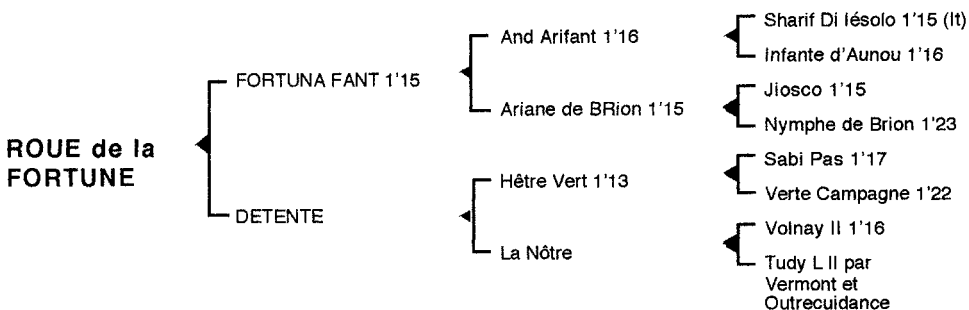 Sharif Di Iésolo 1'15 (It)
And Arifant 1'16
Infante d'Aunou 1'16
FORTUNA FANT 1'15
Jiosco 1'15
Ariane de BRion 1'15
Nymphe de Brion 1'23
ROUE de la
FORTUNE
Sabi Pas 1'17
Hêtre Vert 1'13
Verte Campagne 1'22
DETENTE
Volnay II 1'16
La Nôtre
Tudy L II par
Vermont et
Outrecuidance